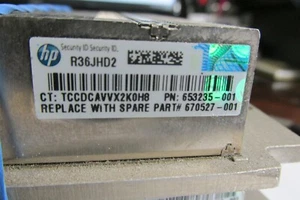 hp
Security ID Security ID.
R36JHD2
CT: TCCDCAVVX2K0H8 PN: 653235-001
REPLACE WITH SPARE PART# 670527-001